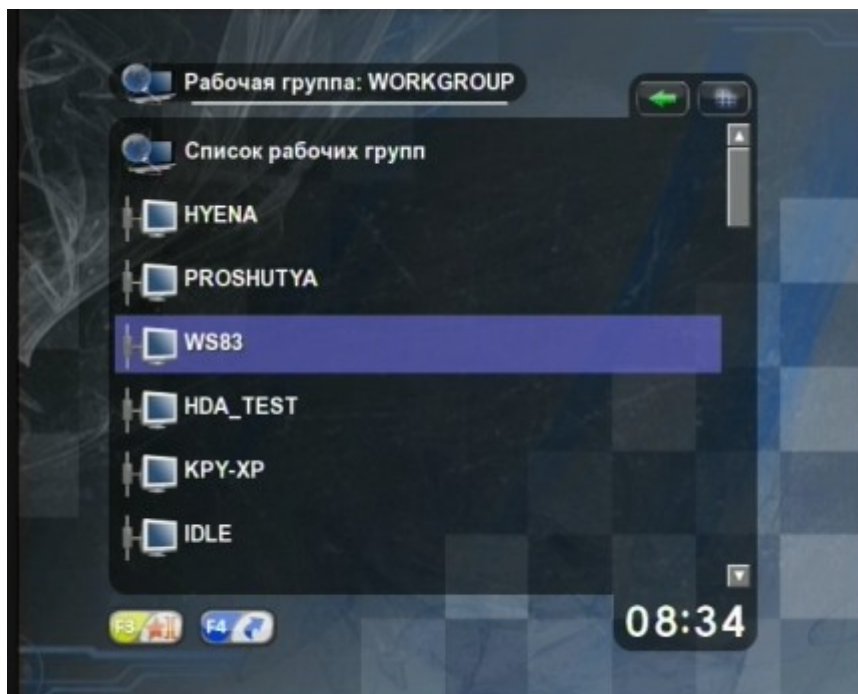 Рабочая группа: WORKGROUP
Список рабочих групп
HYENA
PROSHUTYA
WS83
HDA_TEST
KPY-XP
IDLE
F3 F4
08:34